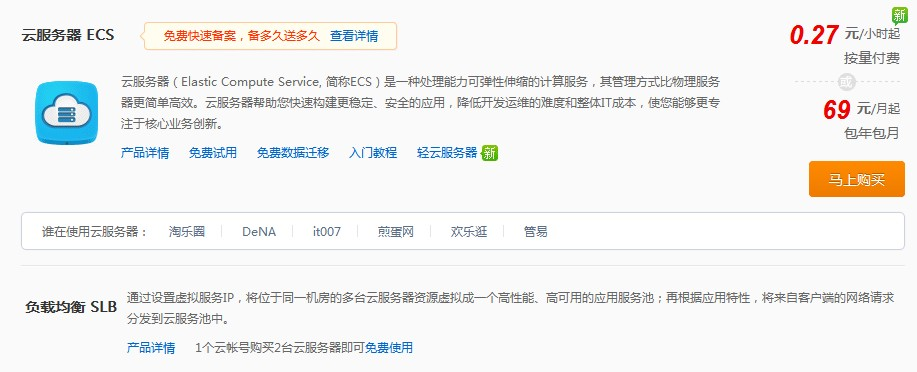 云服务器 ECS
免费快速备案，备多久送多久 查看详情
新
0.27 元/小时起
按量付费
或
69 元/月起
包年包月
马上购买
云服务器（Elastic Compute Service, 简称ECS）是一种处理能力可弹性伸缩的计算服务，其管理方式比物理服务
器更简单高效。云服务器帮助您快速构建更稳定、安全的应用，降低开发运维的难度和整体IT成本，使您能够更专
注于核心业务创新。
产品详情 免费试用 免费数据迁移 入门教程 轻云服务器 新
谁在使用云服务器： 淘乐圈 DeNA it007 煎蛋网 欢乐逛 管易
负载均衡 SLB
通过设置虚拟服务IP，将位于同一机房的多台云服务器资源虚拟成一个高性能、高可用的应用服务池；再根据应用特性，将来自客户端的网络请求
分发到云服务池中。
产品详情 1个云帐号购买2台云服务器即可免费使用